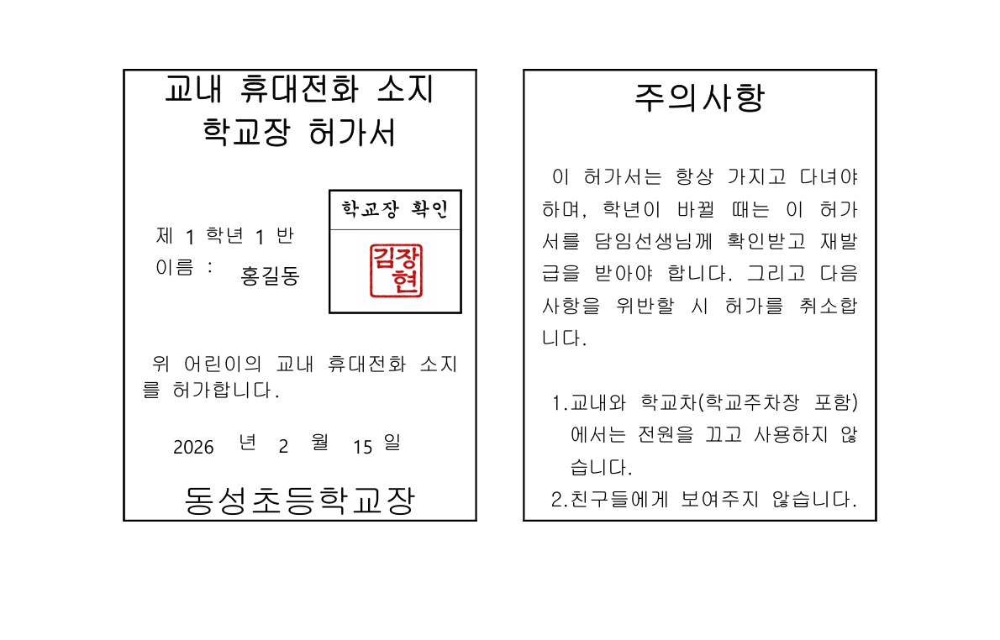 교내 휴대전화 소지
학교장 허가서
학교장 확인
김장
현
제 1 학년 1 반
이름 : 홍길동
위 어린이의 교내 휴대전화 소지
를 허가합니다.
2026 년 2 월 15 일
동성초등학교장
주의사항
이 허가서는 항상 가지고 다녀야
하며, 학년이 바뀔 때는 이 허가
서를 담임선생님께 확인받고 재발
급을 받아야 합니다. 그리고 다음
사항을 위반할 시 허가를 취소합
니다.
1.교내와 학교차(학교주차장 포함)
에서는 전원을 끄고 사용하지 않
습니다.
2.친구들에게 보여주지 않습니다.